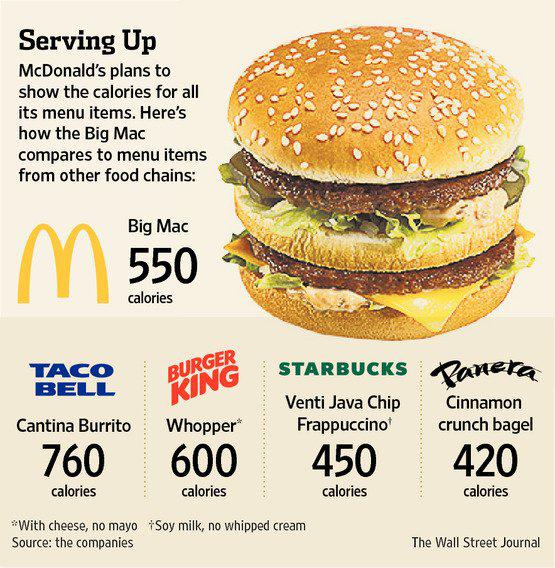 Serving Up
McDonald's plans to
show the calories for all
its menu items. Here's
how the Big Mac
compares to menu items
from other food chains:
Big Mac
550
calories
TACO
BELL
Cantina Burrito
760
calories
BURGER
KING
Whopper*
600
calories
STARBUCKS
Venti Java Chip
Frappuccino†
450
calories
Panera
Cinnamon
crunch bagel
420
calories
*With cheese, no mayo †Soy milk, no whipped cream
Source: the companies
The Wall Street Journal